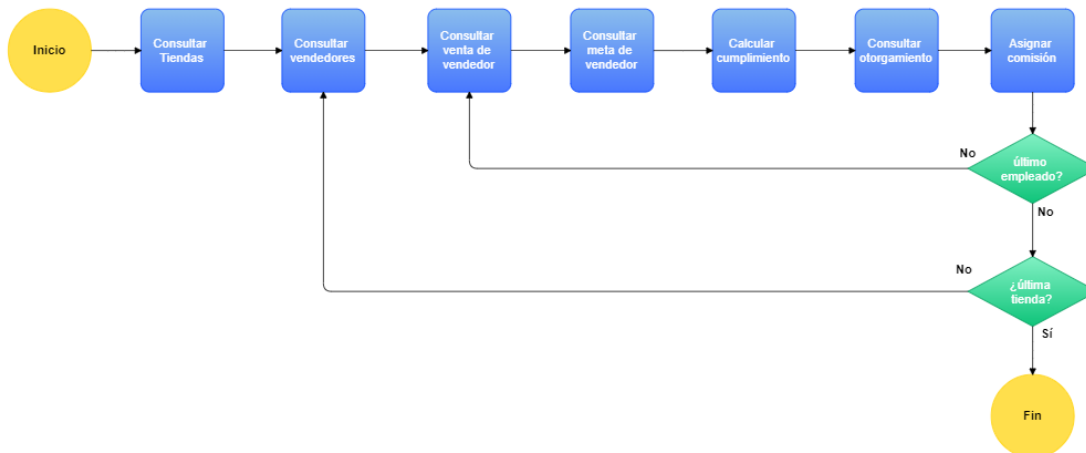 Inicio
Consultar
Tiendas
Consultar
vendedores
Consultar
venta de
vendedor
Consultar
meta de
vendedor
Calcular
cumplimiento
Consultar
otorgamiento
Asignar
comisión
No
último
empleado?
No
No
¿última
tienda?
Sí
Fin